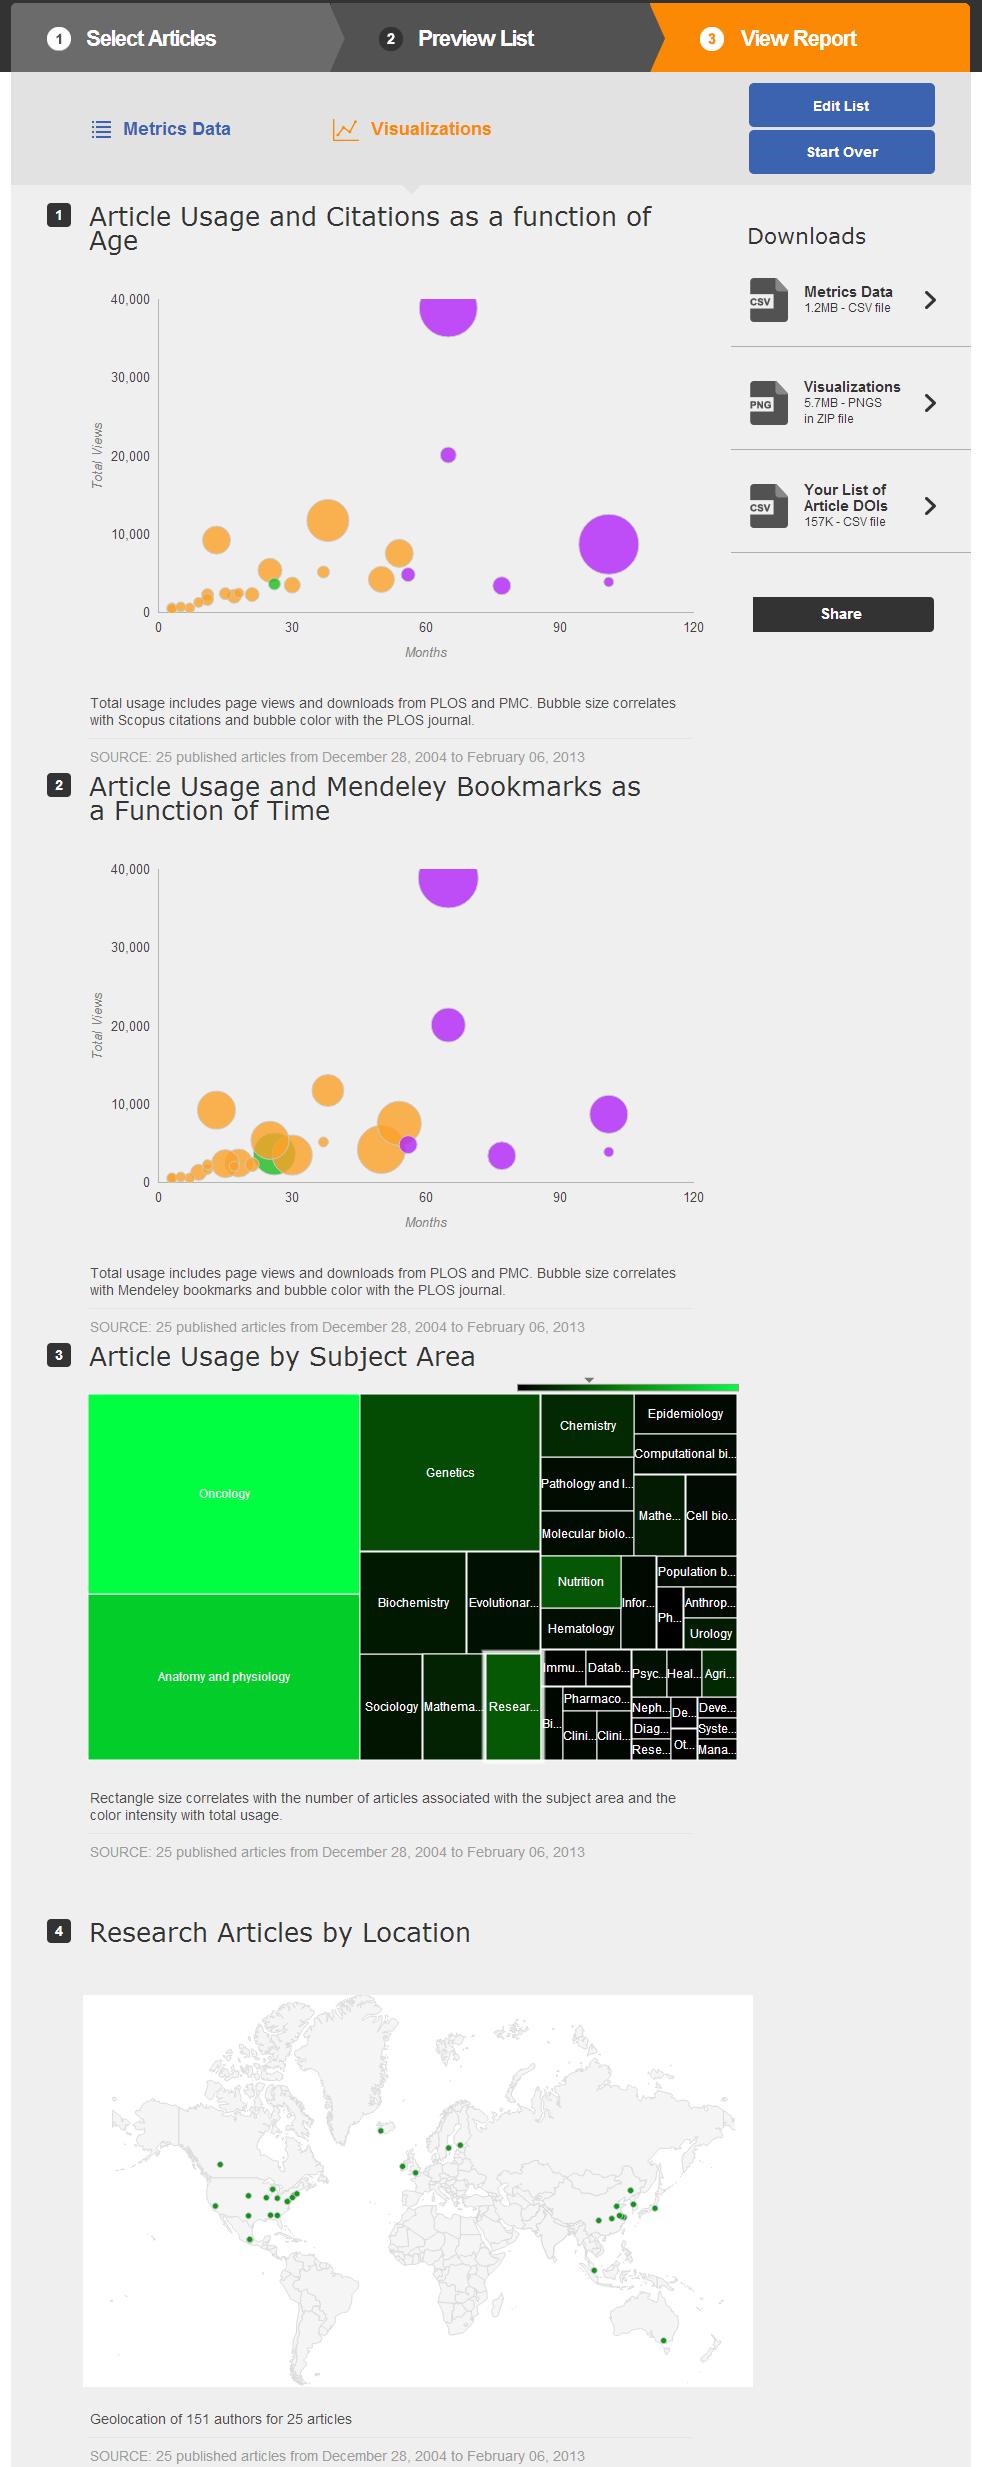 1 Select Articles
2 Preview List
3 View Report
Metrics Data
Visualizations
Edit List
Start Over
1 Article Usage and Citations as a function of
Age
40,000
30,000
20,000
10,000
0
Total Views
0 30 60 90 120
Months
Total usage includes page views and downloads from PLOS and PMC. Bubble size correlates
with Scopus citations and bubble color with the PLOS journal.
SOURCE: 25 published articles from December 28, 2004 to February 06, 2013
Downloads
CSV
Metrics Data
1.2MB - CSV file
PNG
Visualizations
5.7MB - PNGS
in ZIP file
CSV
Your List of
Article DOIs
157K - CSV file
Share
2 Article Usage and Mendeley Bookmarks as
a Function of Time
40,000
30,000
20,000
10,000
0
Total Views
0 30 60 90 120
Months
Total usage includes page views and downloads from PLOS and PMC. Bubble size correlates
with Mendeley bookmarks and bubble color with the PLOS journal.
SOURCE: 25 published articles from December 28, 2004 to February 06, 2013
3 Article Usage by Subject Area
Oncology
Anatomy and physiology
Genetics
Biochemistry
Evolutionar...
Sociology
Mathema...
Resear...
Chemistry
Pathology and l...
Molecular biolo...
Epidemiology
Computational bi...
Mathe...
Cell bio...
Nutrition
Hematology
Infor...
Population b...
Ph...
Anthrop...
Urology
Immu...
Datab...
Bi...
Pharmaco...
Clini...
Clini...
Psyc...
Heal...
Agri...
Neph...
Diag...
Rese...
De...
Ot...
Deve...
Syste...
Mana...
Rectangle size correlates with the number of articles associated with the subject area and the
color intensity with total usage.
SOURCE: 25 published articles from December 28, 2004 to February 06, 2013
4 Research Articles by Location
Geolocation of 151 authors for 25 articles
SOURCE: 25 published articles from December 28, 2004 to February 06, 2013